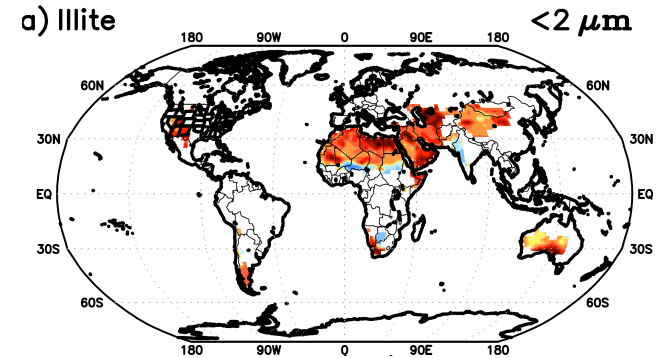 a) Illite <2 μm
180 90W 0 90E 180
60N 60N
30N 30N
EQ EQ
30S 30S
60S 60S
180 90W 0 90E 180